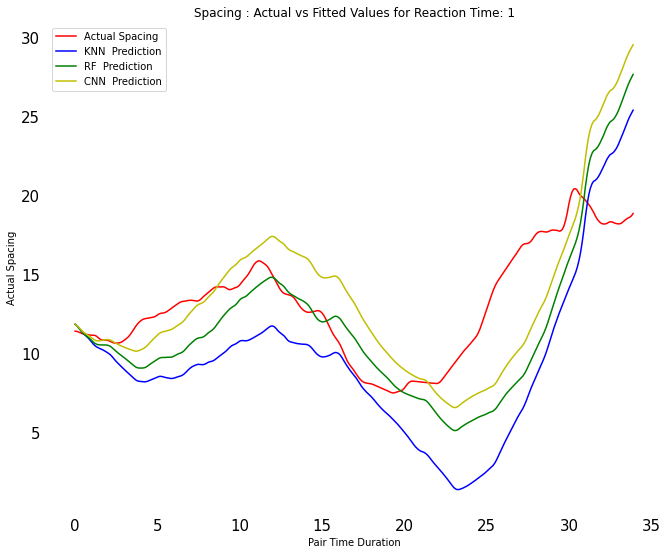 Spacing : Actual vs Fitted Values for Reaction Time: 1
Actual Spacing
KNN  Prediction
RF  Prediction
CNN  Prediction
30
25
20
15
10
5
Actual Spacing
0 5 10 15 20 25 30 35
Pair Time Duration